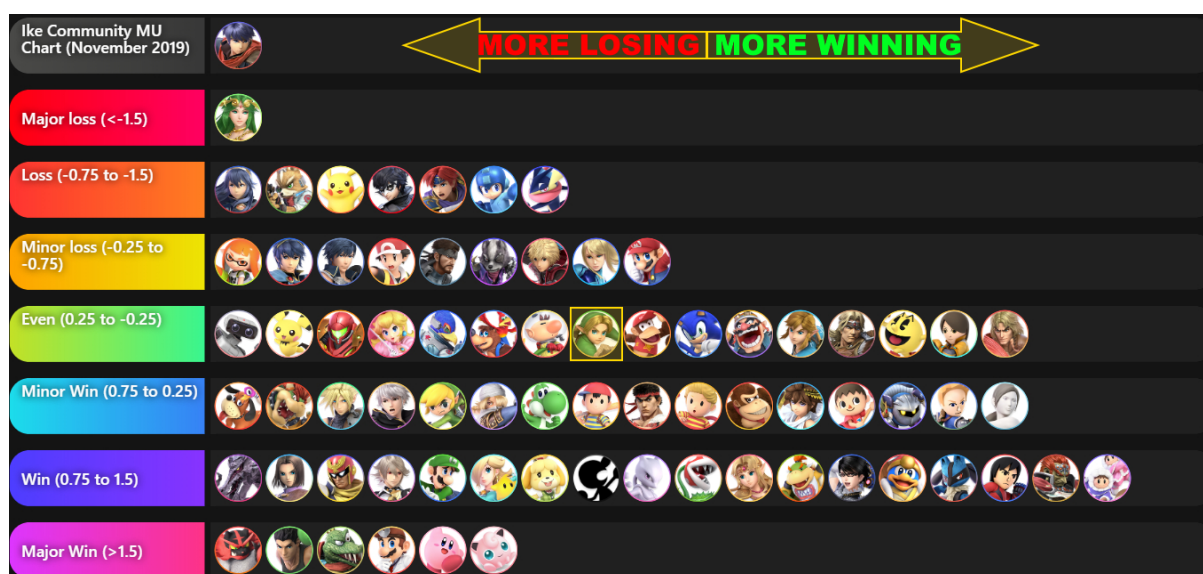 Ike Community MU
Chart (November 2019)
MORE LOSING MORE WINNING
Major loss (<-1.5)
Loss (-0.75 to -1.5)
Minor loss (-0.25 to
-0.75)
Even (0.25 to -0.25)
Minor Win (0.75 to 0.25)
Win (0.75 to 1.5)
Major Win (>1.5)